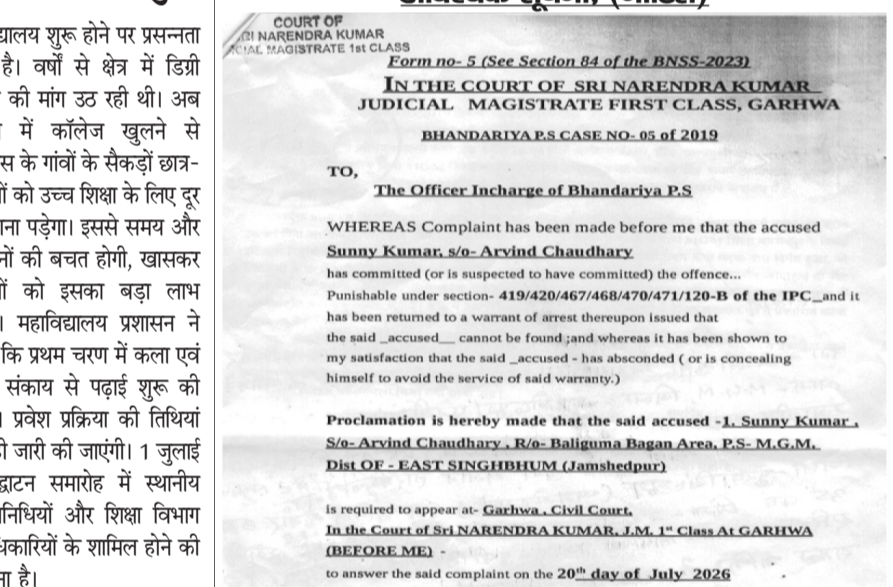 द्यालय शुरू होने पर प्रसन्नता
है। वर्षों से क्षेत्र में डिग्री
की मांग उठ रही थी। अब
में कॉलेज खुलने से
स के गांवों के सैकड़ों छात्र-
ों को उच्च शिक्षा के लिए दूर
ाना पड़ेगा। इससे समय और
नों की बचत होगी, खासकर
ों को इसका बड़ा लाभ
। महाविद्यालय प्रशासन ने
कि प्रथम चरण में कला एवं
संकाय से पढ़ाई शुरू की
। प्रवेश प्रक्रिया की तिथियां
ी जारी की जाएंगी। 1 जुलाई
द्घाटन समारोह में स्थानीय
निधियों और शिक्षा विभाग
धकारियों के शामिल होने की
ना है।
COURT OF
RI NARENDRA KUMAR
CIAL MAGISTRATE 1st CLASS
Form no- 5 (See Section 84 of the BNSS-2023)
IN THE COURT OF SRI NARENDRA KUMAR
JUDICIAL MAGISTRATE FIRST CLASS, GARHWA
BHANDARIYA P.S CASE NO- 05 of 2019
TO,
The Officer Incharge of Bhandariya P.S
WHEREAS Complaint has been made before me that the accused
Sunny Kumar, s/o- Arvind Chaudhary
has committed (or is suspected to have committed) the offence...
Punishable under section- 419/420/467/468/470/471/120-B of the IPC_and it
has been returned to a warrant of arrest thereupon issued that
the said _accused__ cannot be found ;and whereas it has been shown to
my satisfaction that the said _accused - has absconded ( or is concealing
himself to avoid the service of said warranty.)
Proclamation is hereby made that the said accused -1. Sunny Kumar ,
S/o- Arvind Chaudhary , R/o- Baliguma Bagan Area, P.S- M.G.M,
Dist OF - EAST SINGHBHUM (Jamshedpur)
is required to appear at- Garhwa , Civil Court,
In the Court of Sri NARENDRA KUMAR, J.M. 1st Class At GARHWA
(BEFORE ME) -
to answer the said complaint on the 20th day of July 2026